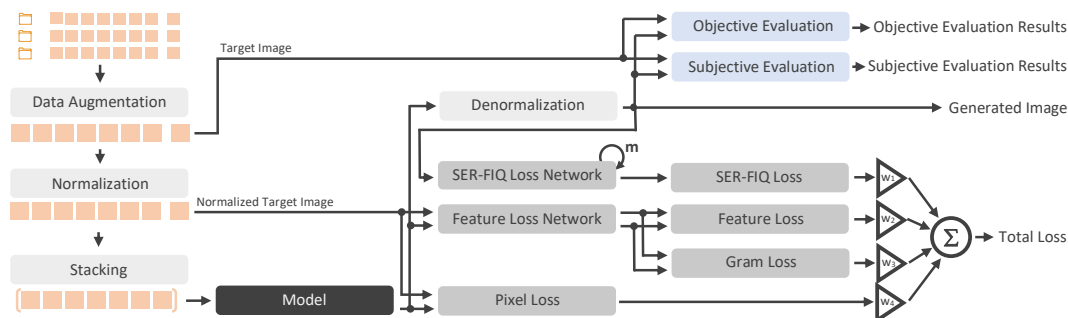 Target Image
Objective Evaluation
Objective Evaluation Results
Subjective Evaluation
Subjective Evaluation Results
Data Augmentation
Denormalization
Generated Image
m
Normalization
SER-FIQ Loss Network
SER-FIQ Loss
w₁
Normalized Target Image
Feature Loss Network
Feature Loss
w₂
Σ
Total Loss
Stacking
Gram Loss
w₃
Model
Pixel Loss
w₄